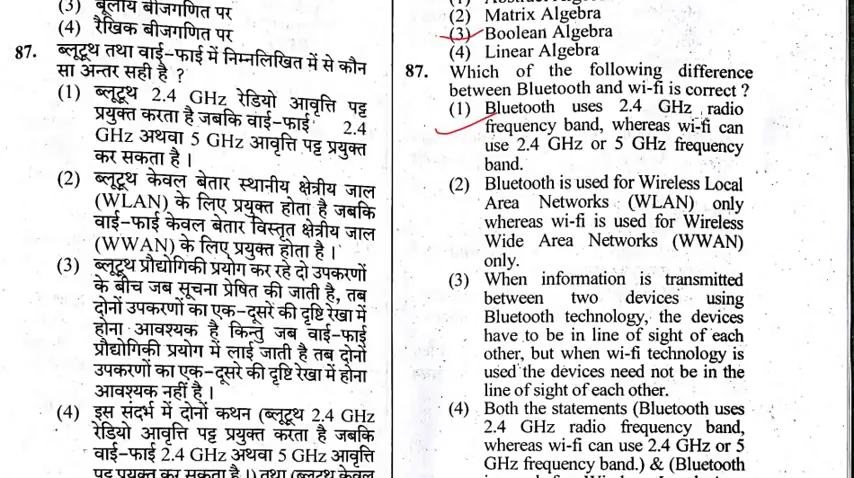 (3) बूलीय बीजगणित पर
(4) रैखिक बीजगणित पर
87. ब्लूटूथ तथा वाई-फाई में निम्नलिखित में से कौन
सा अन्तर सही है ?
(1) ब्लूटूथ 2.4 GHz रेडियो आवृत्ति पट्ट
प्रयुक्त करता है जबकि वाई-फाई 2.4
GHz अथवा 5 GHz आवृत्ति पट्ट प्रयुक्त
कर सकता है ।
(2) ब्लूटूथ केवल बेतार स्थानीय क्षेत्रीय जाल
(WLAN) के लिए प्रयुक्त होता है जबकि
वाई-फाई केवल बेतार विस्तृत क्षेत्रीय जाल
(WWAN) के लिए प्रयुक्त होता है ।
(3) ब्लूटूथ प्रौद्योगिकी प्रयोग कर रहे दो उपकरणों
के बीच जब सूचना प्रेषित की जाती है, तब
दोनों उपकरणों का एक-दूसरे की दृष्टि रेखा में
होना आवश्यक है किन्तु जब वाई-फाई
प्रौद्योगिकी प्रयोग में लाई जाती है तब दोनों
उपकरणों का एक-दूसरे की दृष्टि रेखा में होना
आवश्यक नहीं है ।
(4) इस संदर्भ में दोनों कथन (ब्लूटूथ 2.4 GHz
रेडियो आवृत्ति पट्ट प्रयुक्त करता है जबकि
वाई-फाई 2.4 GHz अथवा 5 GHz आवृत्ति
पट्ट प्रयुक्त कर सकता है ।) तथा (ब्लूटूथ केवल
(2) Matrix Algebra
(3) Boolean Algebra
(4) Linear Algebra
87. Which of the following difference
between Bluetooth and wi-fi is correct ?
(1) Bluetooth uses 2.4 GHz radio
frequency band, whereas wi-fi can
use 2.4 GHz or 5 GHz frequency
band.
(2) Bluetooth is used for Wireless Local
Area Networks (WLAN) only
whereas wi-fi is used for Wireless
Wide Area Networks (WWAN)
only.
(3) When information is transmitted
between two devices using
Bluetooth technology, the devices
have to be in line of sight of each
other, but when wi-fi technology is
used the devices need not be in the
line of sight of each other.
(4) Both the statements (Bluetooth uses
2.4 GHz radio frequency band,
whereas wi-fi can use 2.4 GHz or 5
GHz frequency band.) & (Bluetooth